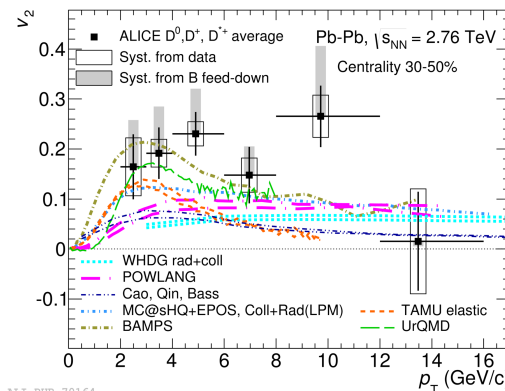 v₂
0.4
0.3
0.2
0.1
0
-0.1
ALICE D⁰,D⁺, D*⁺ average
Syst. from data
Syst. from B feed-down
Pb-Pb, √sNN = 2.76 TeV
Centrality 30-50%
WHDG rad+coll
POWLANG
Cao, Qin, Bass
MC@sHQ+EPOS, Coll+Rad(LPM)
BAMPS
TAMU elastic
UrQMD
0 2 4 6 8 10 12 14 16
pT (GeV/c